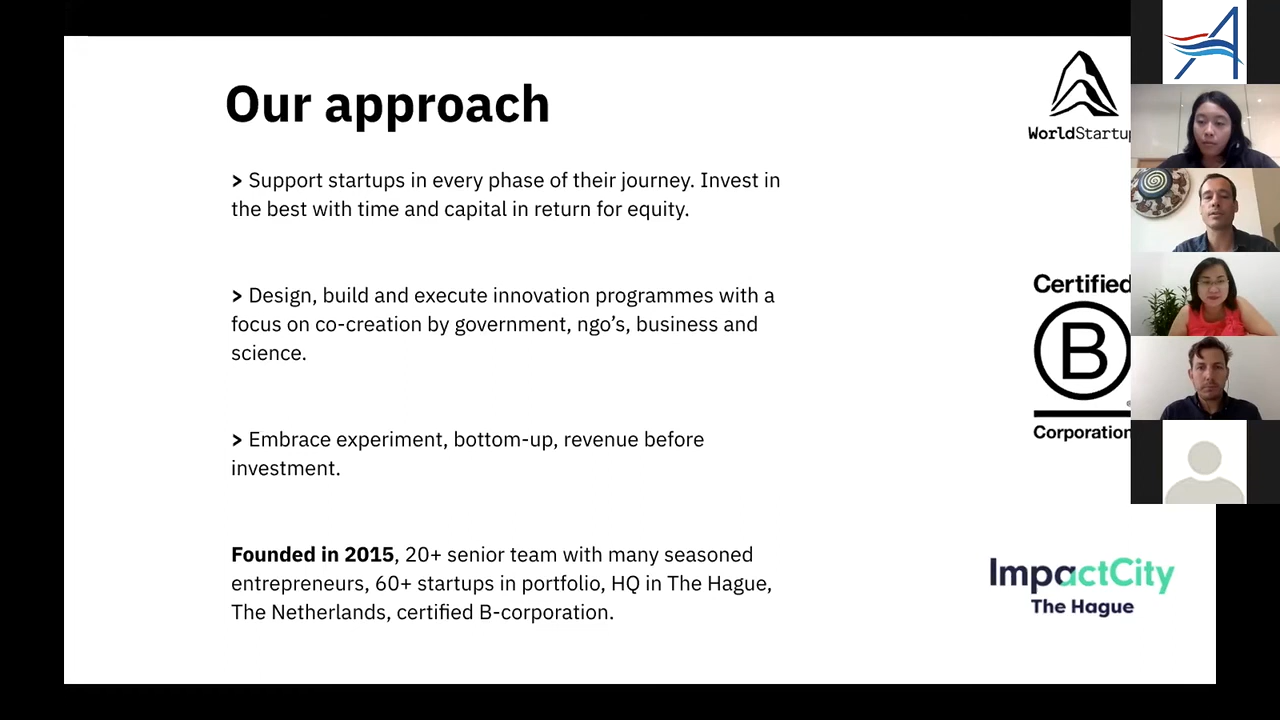 Our approach
> Support startups in every phase of their journey. Invest in
the best with time and capital in return for equity.
> Design, build and execute innovation programmes with a
focus on co-creation by government, ngo’s, business and
science.
> Embrace experiment, bottom-up, revenue before
investment.
Founded in 2015, 20+ senior team with many seasoned
entrepreneurs, 60+ startups in portfolio, HQ in The Hague,
The Netherlands, certified B-corporation.
WorldStartup
Certified
B
Corporation
ImpactCity
The Hague
A